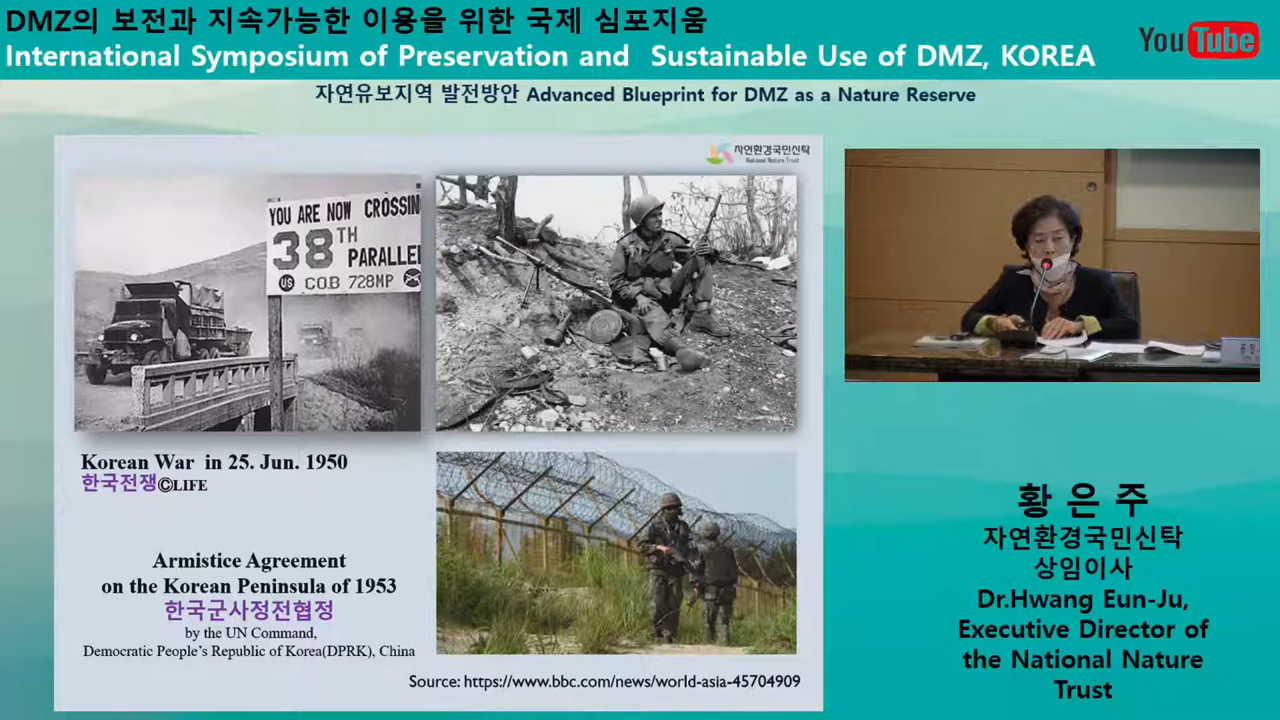 DMZ의 보전과 지속가능한 이용을 위한 국제 심포지움
International Symposium of Preservation and Sustainable Use of DMZ, KOREA
YouTube
자연유보지역 발전방안 Advanced Blueprint for DMZ as a Nature Reserve
자연환경국민신탁
National Nature Trust
YOU ARE NOW CROSSIN
38TH
PARALLE
US COB 728MP
Korean War in 25. Jun. 1950
한국전쟁©LIFE
Armistice Agreement
on the Korean Peninsula of 1953
한국군사정전협정
by the UN Command,
Democratic People's Republic of Korea(DPRK), China
Source: https://www.bbc.com/news/world-asia-45704909
황 은 주
자연환경국민신탁
상임이사
Dr.Hwang Eun-Ju,
Executive Director of
the National Nature
Trust